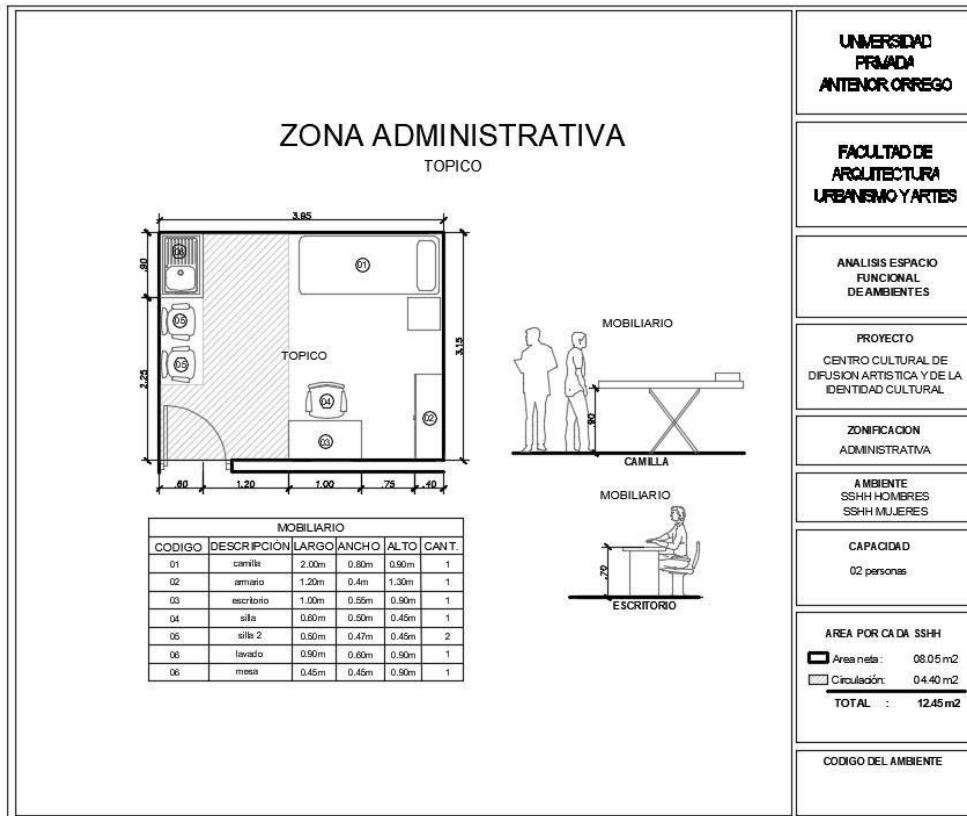 ZONA ADMINISTRATIVA
TOPICO
3.95
.90
2.25
3.15
06
01
05
05
TOPICO
04
02
03
.60 1.20 1.00 .75 .40
MOBILIARIO
.90
CAMILLA
MOBILIARIO
.70
ESCRITORIO
MOBILIARIO
CODIGO DESCRIPCIÓN LARGO ANCHO ALTO CANT.
01 camilla 2.00m 0.80m 0.90m 1
02 armario 1.20m 0.4m 1.30m 1
03 escritorio 1.00m 0.55m 0.90m 1
04 silla 0.60m 0.50m 0.45m 1
05 silla 2 0.50m 0.47m 0.45m 2
06 lavado 0.90m 0.60m 0.90m 1
06 mesa 0.45m 0.45m 0.90m 1
UNIVERSIDAD
PRIVADA
ANTENOR ORREGO
FACULTAD DE
ARQUITECTURA
URBANISMO Y ARTES
ANALISIS ESPACIO
FUNCIONAL
DE AMBIENTES
PROYECTO
CENTRO CULTURAL DE
DIFUSION ARTISTICA Y DE LA
IDENTIDAD CULTURAL
ZONIFICACION
ADMINISTRATIVA
AMBIENTE
SSHH HOMBRES
SSHH MUJERES
CAPACIDAD
02 personas
AREA POR CADA SSHH
Area neta: 08.05 m2
Circulación: 04.40 m2
TOTAL : 12.45 m2
CODIGO DEL AMBIENTE